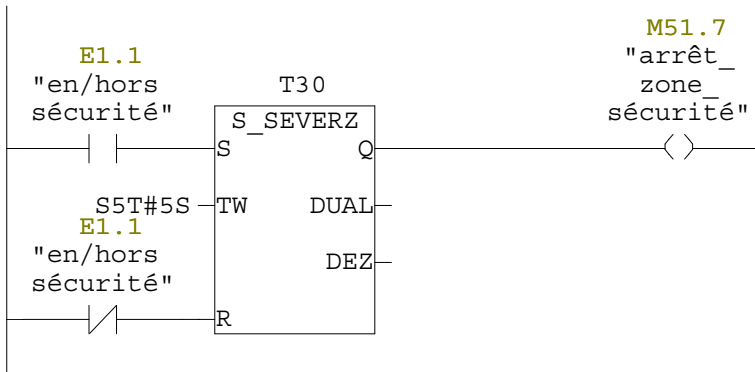 E1.1
"en/hors
sécurité"
T30
S_SEVERZ
S
Q
M51.7
"arrêt_
zone_
sécurité"
S5T#5S
TW
DUAL
E1.1
"en/hors
sécurité"
DEZ
R